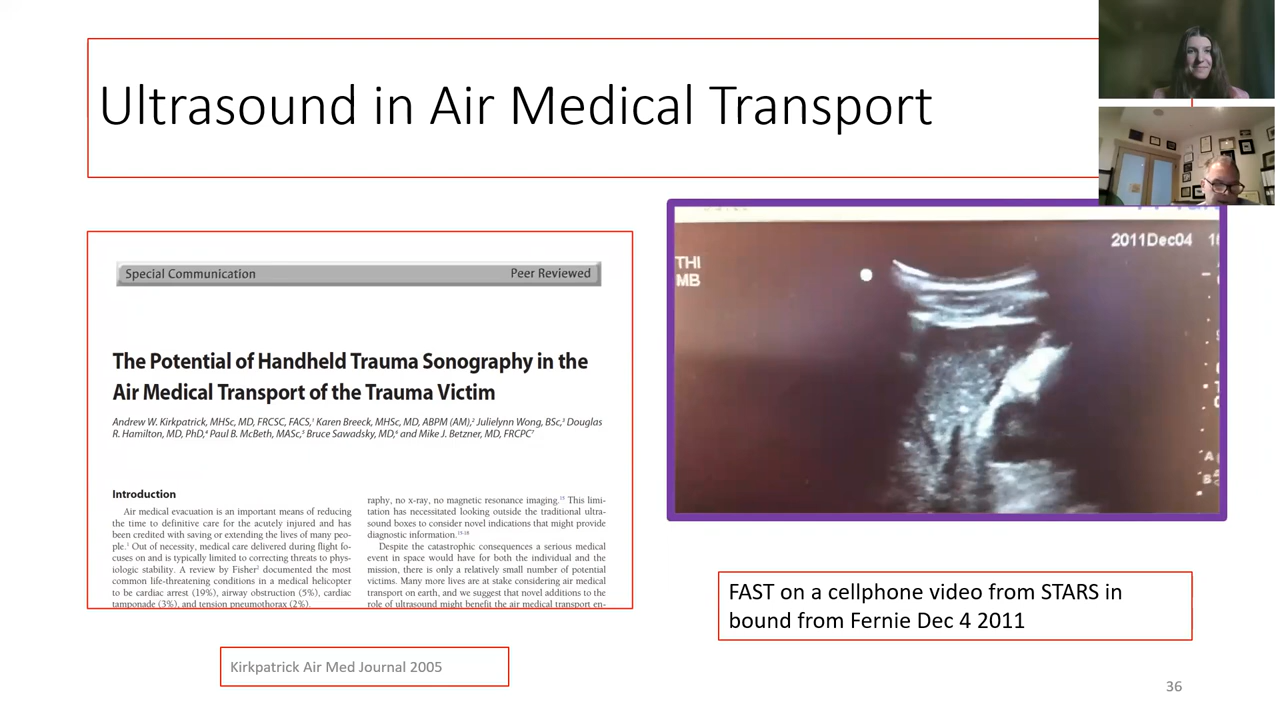 Ultrasound in Air Medical Transport
Special Communication Peer Reviewed
The Potential of Handheld Trauma Sonography in the
Air Medical Transport of the Trauma Victim
Andrew W. Kirkpatrick, MHSc, MD, FRCSC, FACS,¹ Karen Breeck, MHSc, MD, ABPM (AM),² Julielynn Wong, BSc,³ Douglas
R. Hamilton, MD, PhD,⁴ Paul B. McBeth, MASc,⁵ Bruce Sawadsky, MD,⁶ and Mike J. Betzner, MD, FRCPC⁷
Introduction
Air medical evacuation is an important means of reducing
the time to definitive care for the acutely injured and has
been credited with saving or extending the lives of many peo-
ple.¹ Out of necessity, medical care delivered during flight fo-
cuses on and is typically limited to correcting threats to phys-
iologic stability. A review by Fisher² documented the most
common life-threatening conditions in a medical helicopter
to be cardiac arrest (19%), airway obstruction (5%), cardiac
tamponade (3%), and tension pneumothorax (2%).
raphy, no x-ray, no magnetic resonance imaging.¹⁵ This limi-
tation has necessitated looking outside the traditional ultra-
sound boxes to consider novel indications that might provide
diagnostic information.¹⁵⁻¹⁸
Despite the catastrophic consequences a serious medical
event in space would have for both the individual and the
mission, there is only a relatively small number of potential
victims. Many more lives are at stake considering air medical
transport on earth, and we suggest that novel additions to the
role of ultrasound might benefit the air medical transport en-
Kirkpatrick Air Med Journal 2005
2011Dec04
THI
MB
FAST on a cellphone video from STARS in
bound from Fernie Dec 4 2011
36